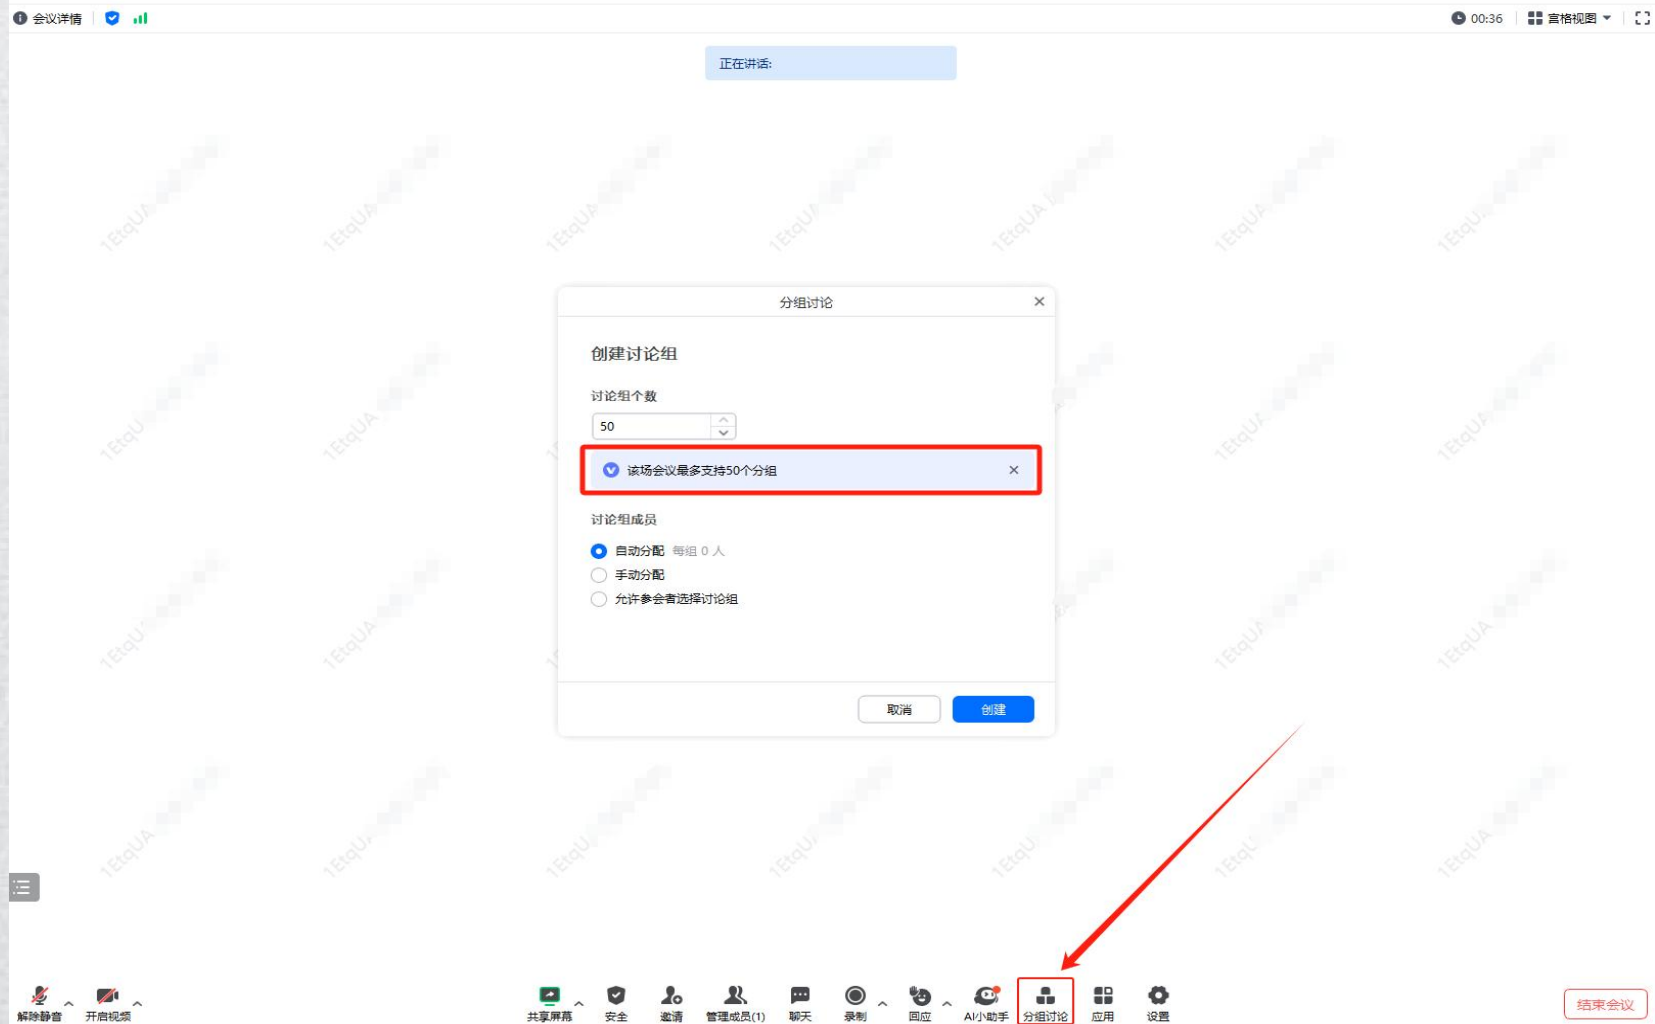 会议详情
00:36
宫格视图
正在讲话:
分组讨论
创建讨论组
讨论组个数
50
该场会议最多支持50个分组
讨论组成员
自动分配 每组 0 人
手动分配
允许参会者选择讨论组
取消
创建
解除静音
开启视频
共享屏幕
安全
邀请
管理成员(1)
聊天
录制
回应
AI小助手
分组讨论
应用
设置
结束会议